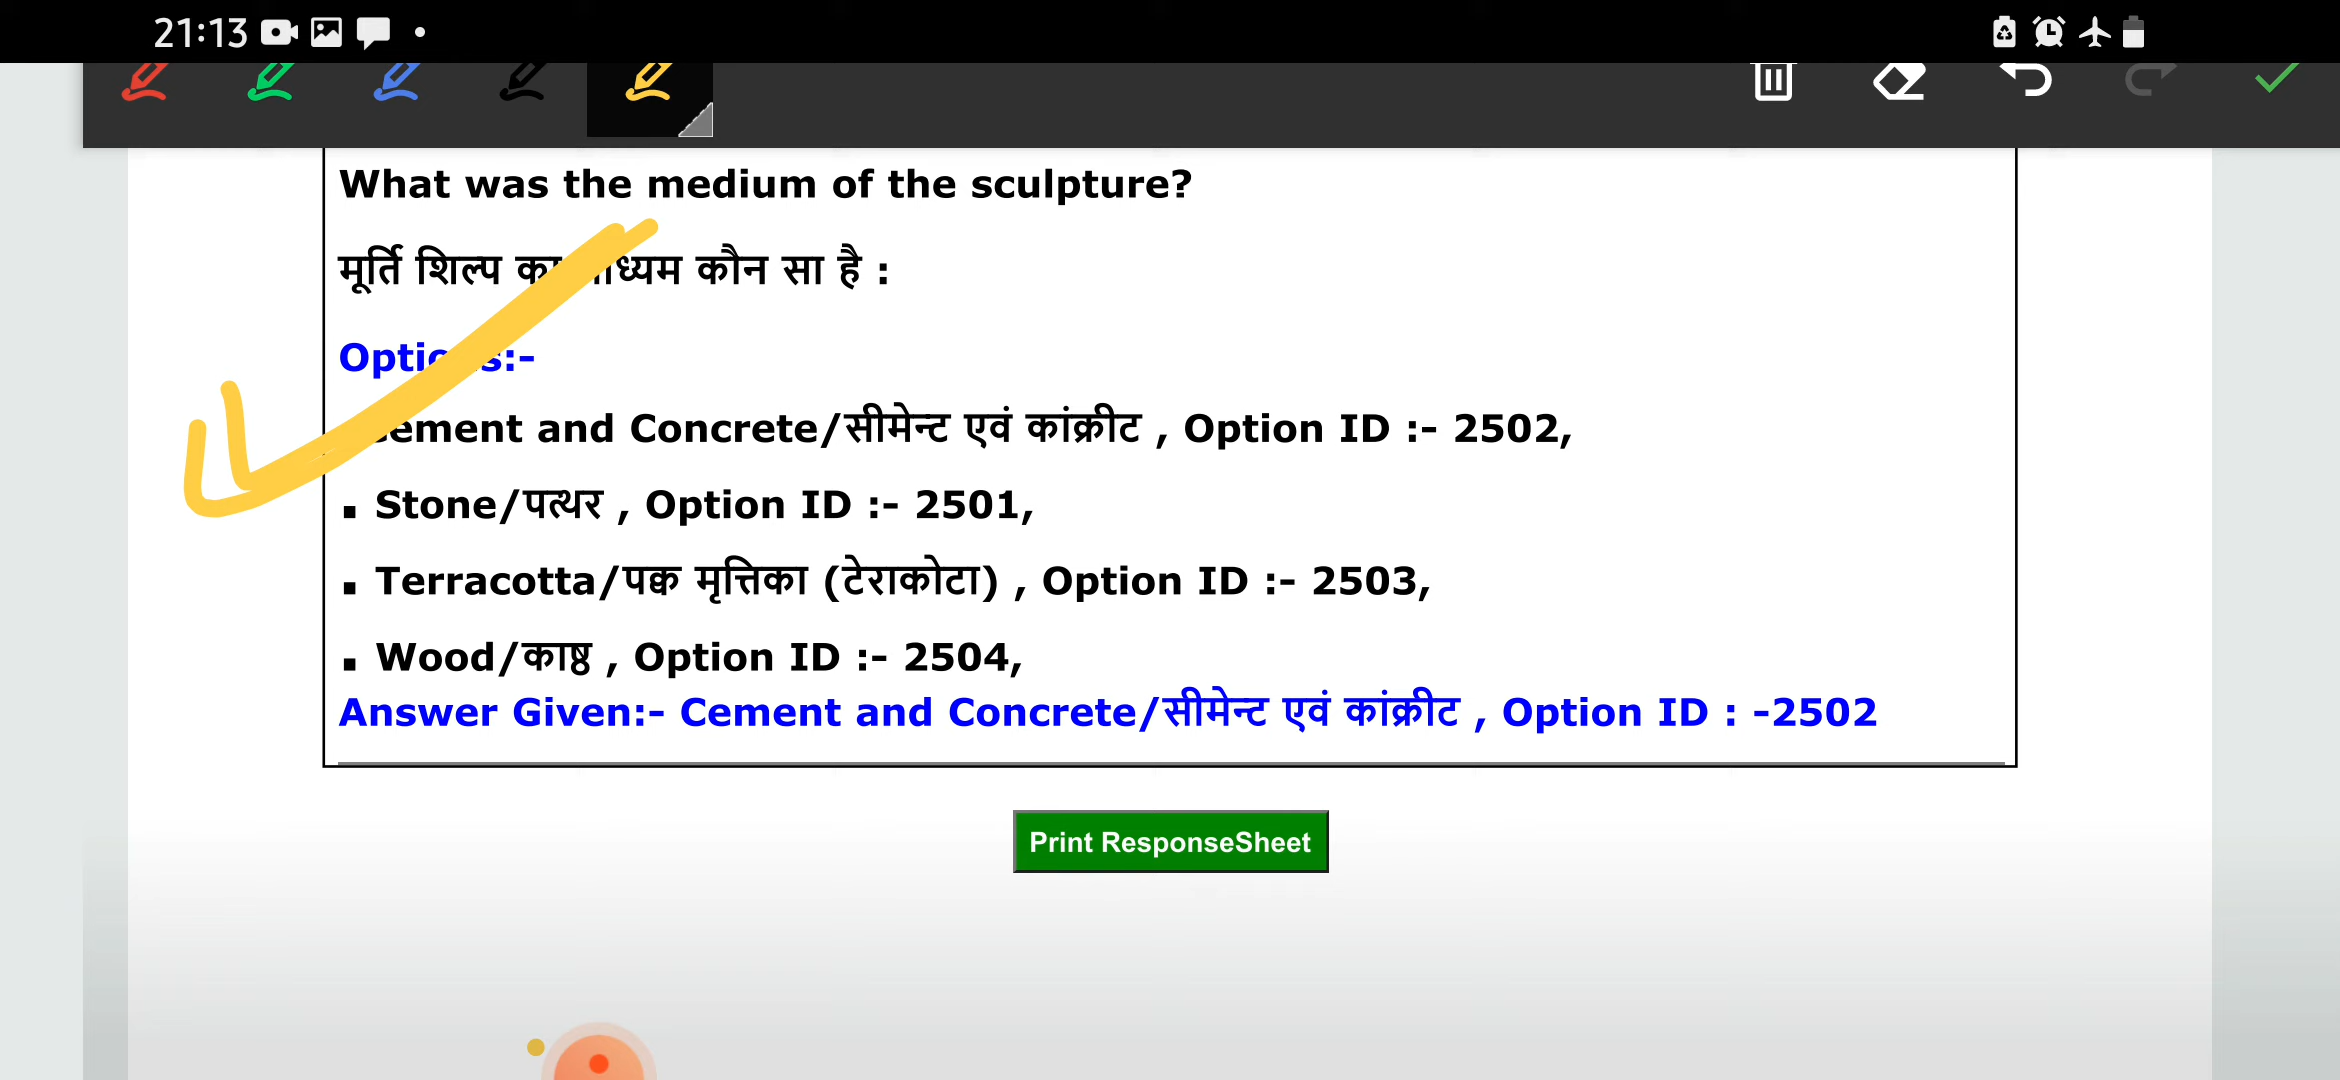 21:13
What was the medium of the sculpture?
मूर्ति शिल्प का माध्यम कौन सा है :
Options:-
Cement and Concrete/सीमेन्ट एवं कांक्रीट , Option ID :- 2502,
▪ Stone/पत्थर , Option ID :- 2501,
▪ Terracotta/पक्व मृत्तिका (टेराकोटा) , Option ID :- 2503,
▪ Wood/काष्ठ , Option ID :- 2504,
Answer Given:- Cement and Concrete/सीमेन्ट एवं कांक्रीट , Option ID : -2502
Print ResponseSheet